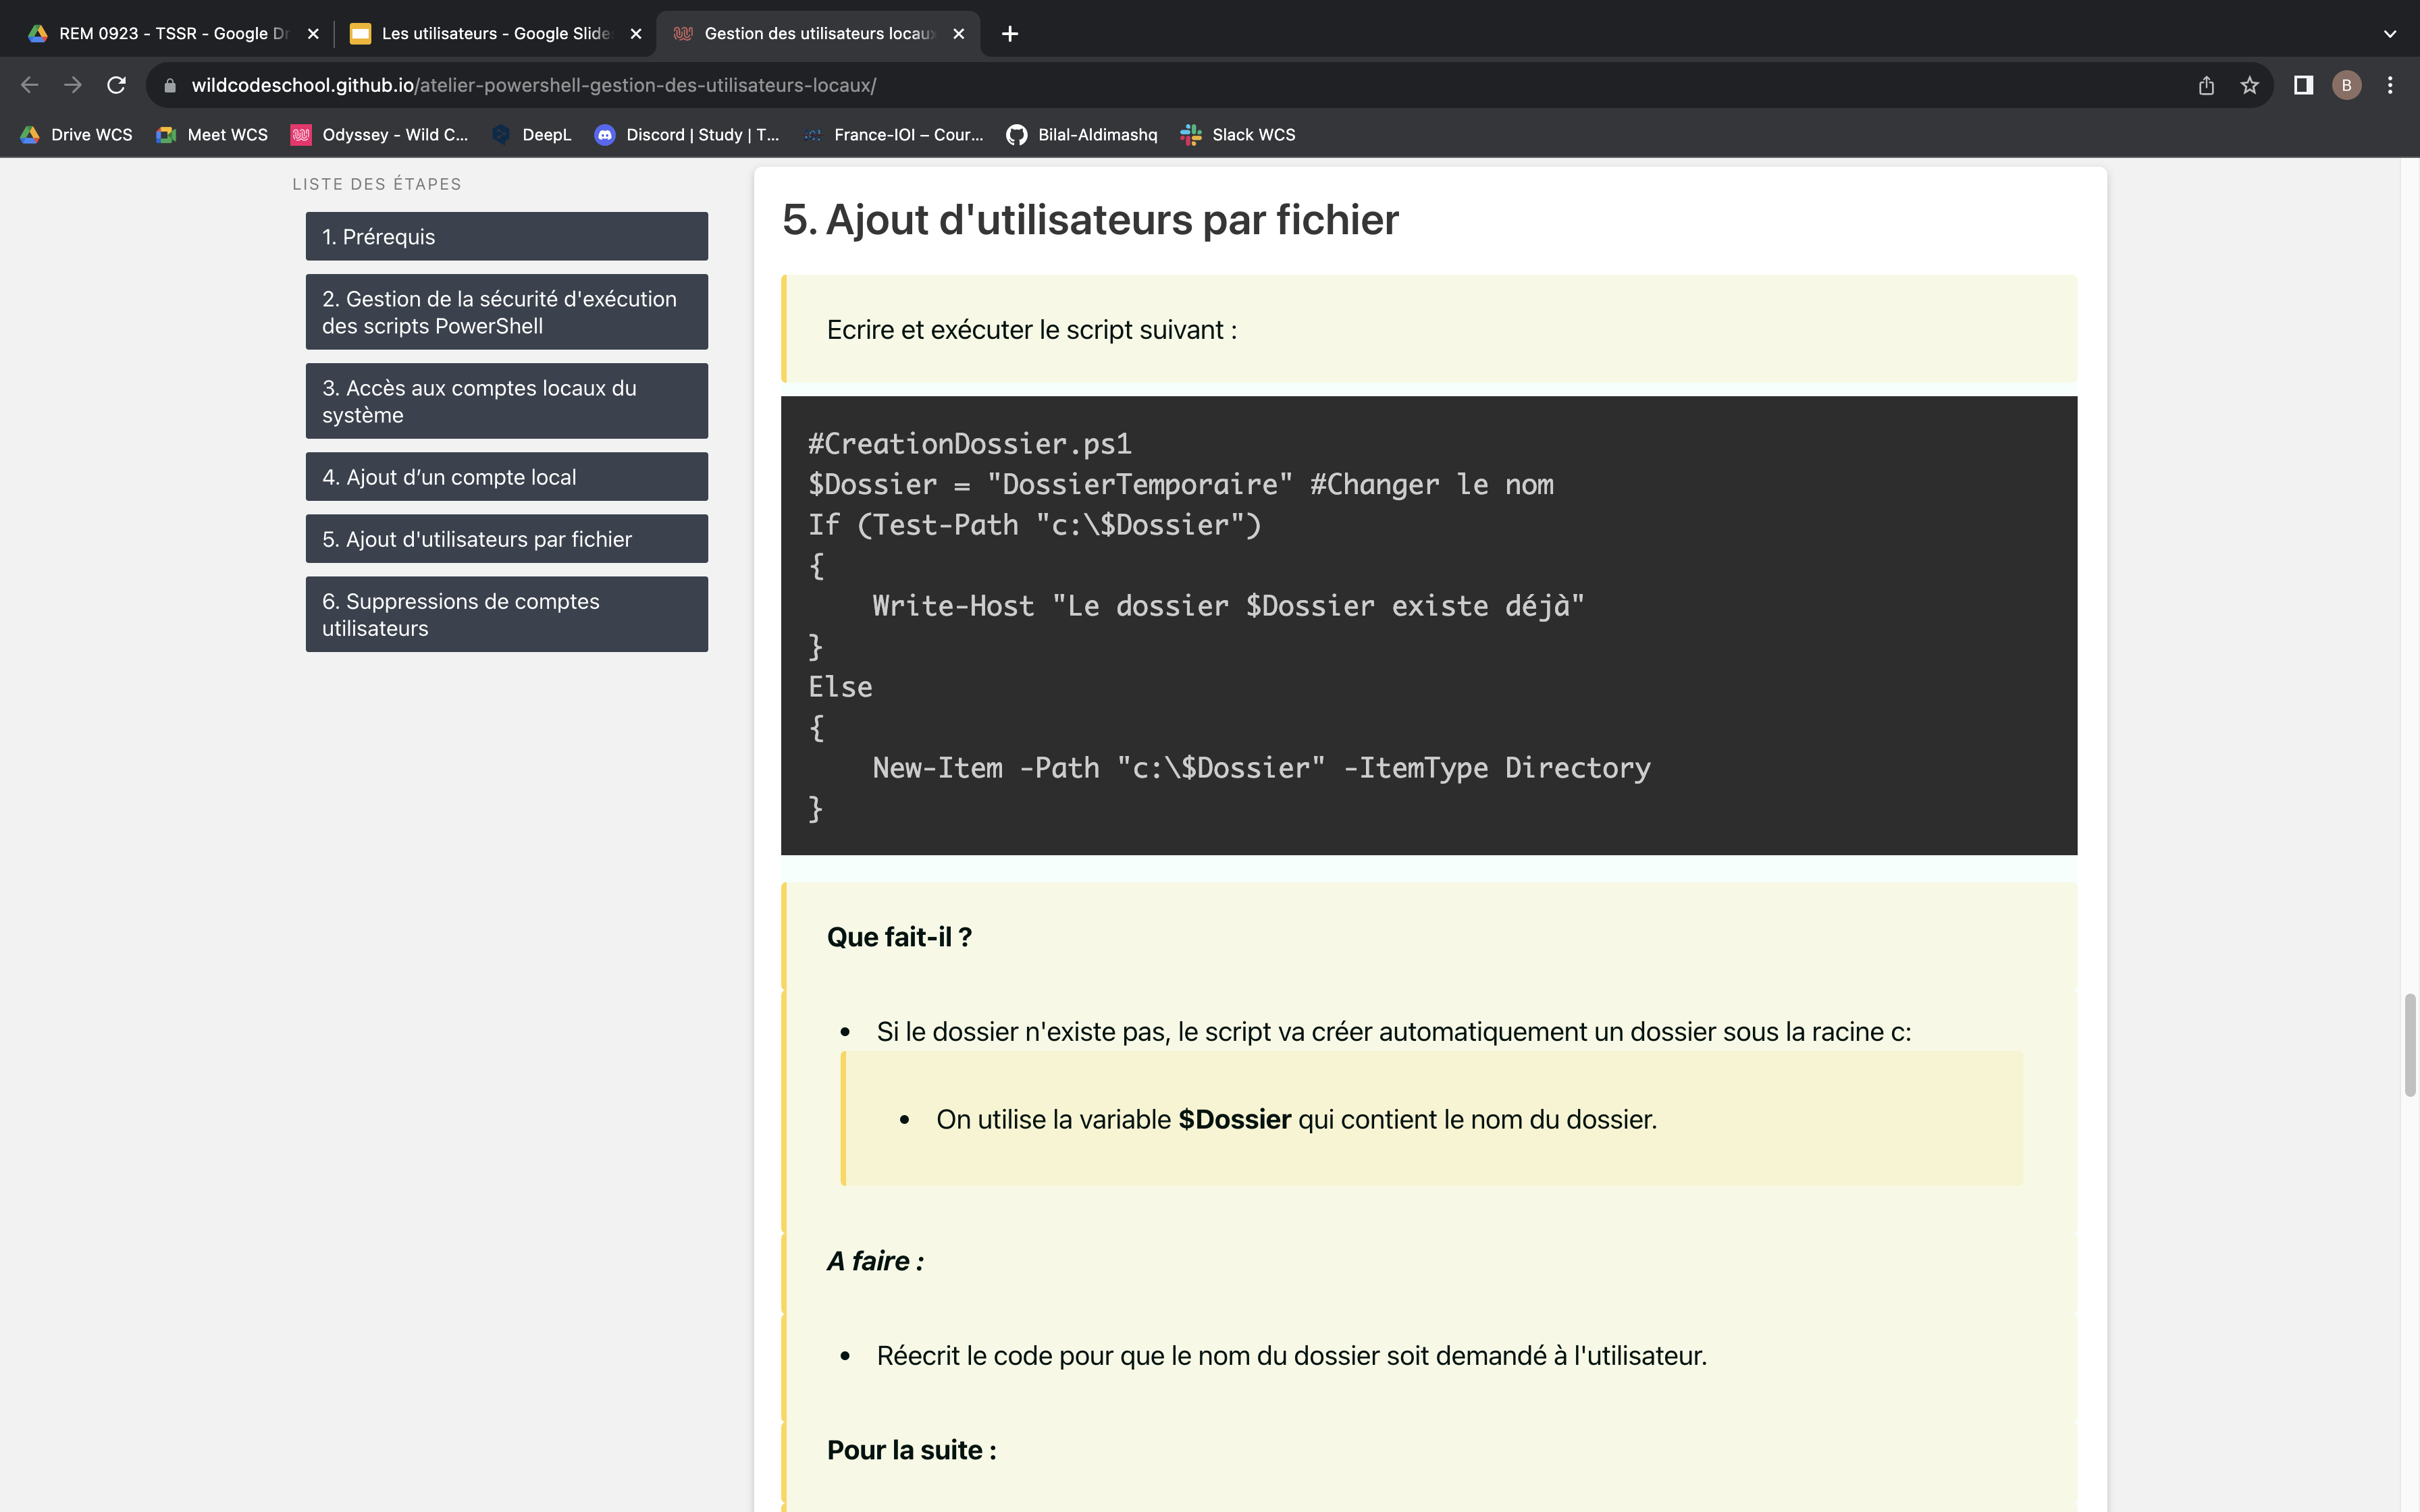 REM 0923 - TSSR - Google Dr
Les utilisateurs - Google Slide
Gestion des utilisateurs locaux
wildcodeschool.github.io/atelier-powershell-gestion-des-utilisateurs-locaux/
B
Drive WCS
Meet WCS
Odyssey - Wild C...
DeepL
Discord | Study | T...
France-IOI – Cour...
Bilal-Aldimashq
Slack WCS
LISTE DES ÉTAPES
1. Prérequis
2. Gestion de la sécurité d'exécution
des scripts PowerShell
3. Accès aux comptes locaux du
système
4. Ajout d’un compte local
5. Ajout d'utilisateurs par fichier
6. Suppressions de comptes
utilisateurs
5. Ajout d'utilisateurs par fichier
Ecrire et exécuter le script suivant :
#CreationDossier.ps1
$Dossier = "DossierTemporaire" #Changer le nom
If (Test-Path "c:\$Dossier")
{
    Write-Host "Le dossier $Dossier existe déjà"
}
Else
{
    New-Item -Path "c:\$Dossier" -ItemType Directory
}
Que fait-il ?
• Si le dossier n'existe pas, le script va créer automatiquement un dossier sous la racine c:
• On utilise la variable $Dossier qui contient le nom du dossier.
A faire :
• Réecrit le code pour que le nom du dossier soit demandé à l'utilisateur.
Pour la suite :